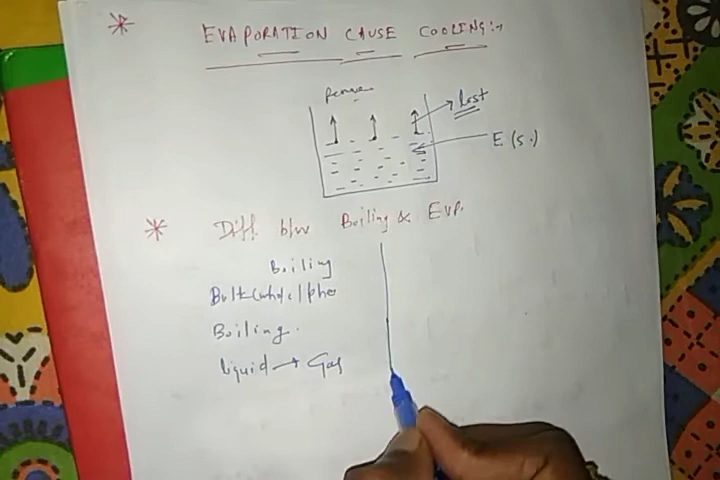 * EVAPORATION CAUSE COOLING:-
Lost
E (S.)
* Diff b/w Boiling & Evp.
Boiling
Bulk(whole/phe
Boiling.
liquid → Gas